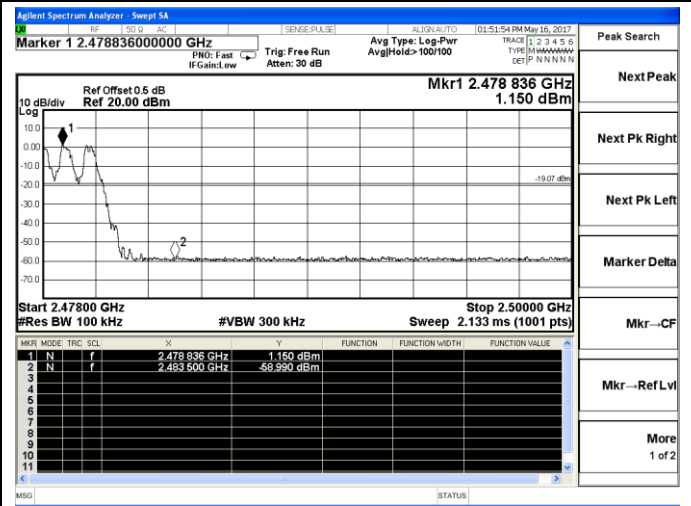 Agilent Spectrum Analyzer - Swept SA
RF 50 Ω AC SENSE:PULSE ALIGN AUTO 01:51:54 PM May 16, 2017
Marker 1 2.478836000000 GHz
PNO: Fast
IFGain:Low
Trig: Free Run
Atten: 30 dB
Avg Type: Log-Pwr
Avg|Hold:> 100/100
TRACE 1 2 3 4 5 6
TYPE M
DET P N N N N N
Ref Offset 0.5 dB
10 dB/div Ref 20.00 dBm
Log
Mkr1 2.478 836 GHz
1.150 dBm
10.0
0.00
-10.0
-20.0
-30.0
-40.0
-50.0
-60.0
-70.0
1
2
-19.07 dBm
Start 2.47800 GHz Stop 2.50000 GHz
#Res BW 100 kHz #VBW 300 kHz Sweep 2.133 ms (1001 pts)
MKR MODE TRC SCL X Y FUNCTION FUNCTION WIDTH FUNCTION VALUE
1 N f 2.478 836 GHz 1.150 dBm
2 N f 2.483 500 GHz -58.990 dBm
3
4
5
6
7
8
9
10
11
MSG STATUS
Peak Search
Next Peak
Next Pk Right
Next Pk Left
Marker Delta
Mkr→CF
Mkr→Ref Lvl
More
1 of 2